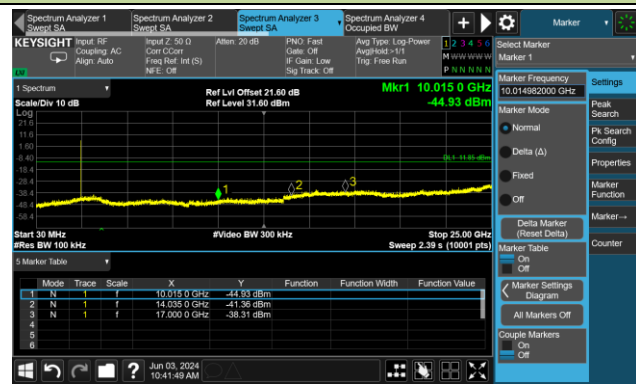 Spectrum Analyzer 1
Swept SA
Spectrum Analyzer 2
Swept SA
Spectrum Analyzer 3
Swept SA
Spectrum Analyzer 4
Occupied BW
+
Marker
KEYSIGHT
Input: RF
Coupling: AC
Align: Auto
Input Z: 50 Ω
Corr CCorr
Freq Ref: Int (S)
NFE: Off
Atten: 20 dB
PNO: Fast
Gate: Off
IF Gain: Low
Sig Track: Off
Avg Type: Log-Power
Avg|Hold:>1/1
Trig: Free Run
1 2 3 4 5 6
M W W W W W
P N N N N N
LV
Select Marker
Marker 1
1 Spectrum
Scale/Div 10 dB
Log
Ref Lvl Offset 21.60 dB
Ref Level 31.60 dBm
Mkr1 10.015 0 GHz
-44.93 dBm
21.6
11.6
1.60
-8.40
-18.4
-28.4
-38.4
-48.4
-58.4
DL1 -11.65 dBm
1
2
3
Start 30 MHz
#Res BW 100 kHz
#Video BW 300 kHz
Stop 25.00 GHz
Sweep 2.39 s (10001 pts)
5 Marker Table
Mode Trace Scale X Y Function Function Width Function Value
1 N 1 f 10.015 0 GHz -44.93 dBm
2 N 1 f 14.035 0 GHz -41.36 dBm
3 N 1 f 17.000 0 GHz -38.31 dBm
4
5
6
Marker Frequency
10.014982000 GHz
Marker Mode
Normal
Delta (Δ)
Fixed
Off
Delta Marker
(Reset Delta)
Marker Table
On
Off
Marker Settings
Diagram
All Markers Off
Couple Markers
On
Off
Settings
Peak
Search
Pk Search
Config
Properties
Marker
Function
Marker→
Counter
?
Jun 03, 2024
10:41:49 AM